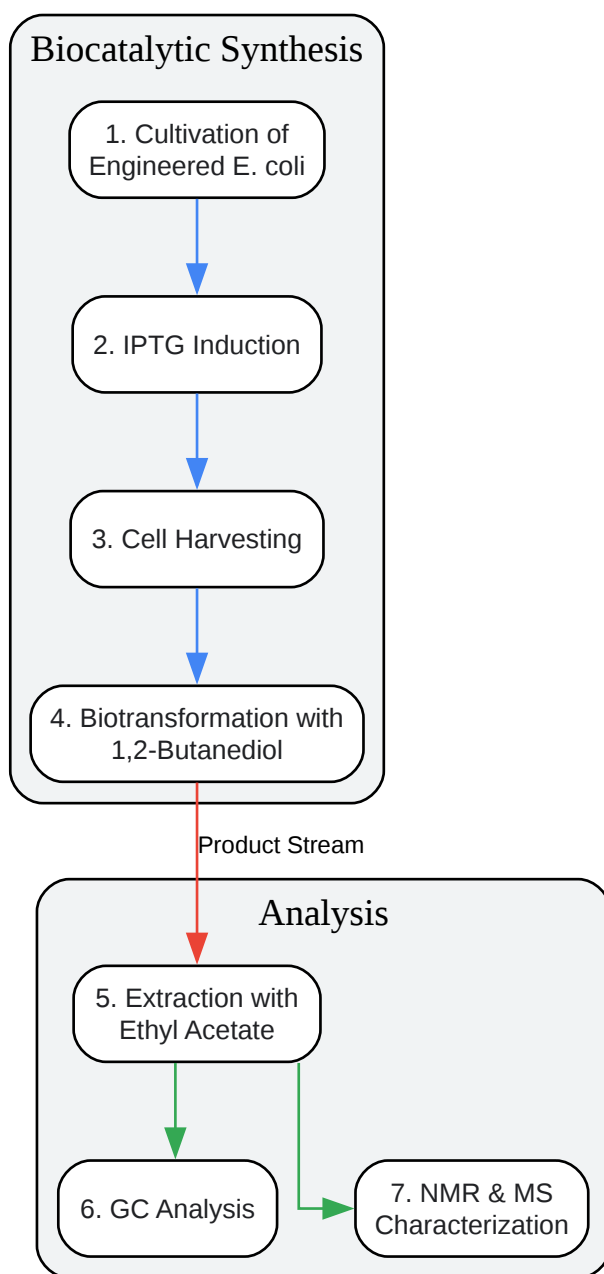 Biocatalytic Synthesis
1. Cultivation of
Engineered E. coli
2. IPTG Induction
3. Cell Harvesting
4. Biotransformation with
1,2-Butanediol
Product Stream
Analysis
5. Extraction with
Ethyl Acetate
6. GC Analysis
7. NMR & MS
Characterization